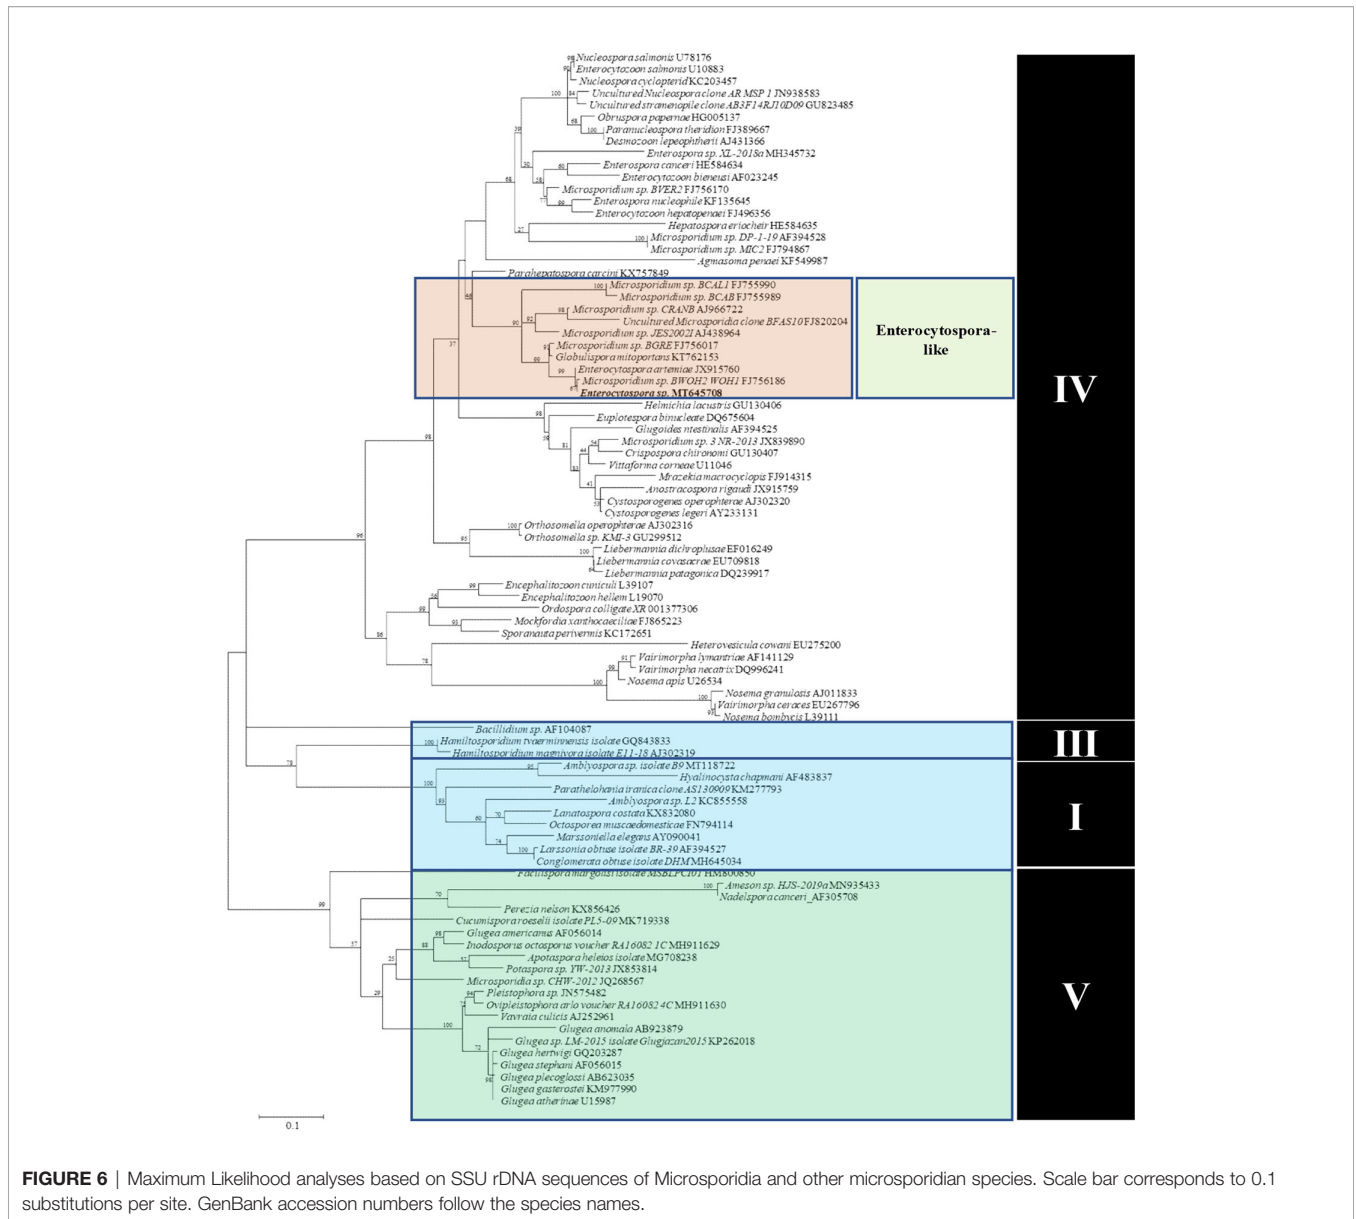 Nucleospora salmonis U78176
Enterocytozoon salmonis U10883
Nucleospora cyclopterid KC203457
Uncultured Nucleospora clone AR MSP 1 JN938583
Uncultured stramenopile clone AB3F14RJ10D09 GU823485
Obruspora papernae HG005137
Paranucleospora theridion FJ389667
Desmozoon lepeophtherii AJ431366
Enterospora sp. XL-2018a MH345732
Enterospora canceri HE584634
Enterocytozoon bieneusi AF023245
Microsporidium sp. BVER2 FJ756170
Enterospora nucleophile KF135645
Enterocytozoon hepatopenaei FJ496356
Hepatospora eriocheir HE584635
Microsporidium sp. DP-1-19 AF394528
Microsporidium sp. MIC2 FJ794867
Agmasoma penaei KF549987
Parahepatospora carcini KX757849
Microsporidium sp. BCAL1 FJ755990
Microsporidium sp. BCAB FJ755989
Microsporidium sp. CRANB AJ966722
Uncultured Microsporidia clone BFAS10 FJ820204
Microsporidium sp. JES2002I AJ438964
Microsporidium sp. BGRE FJ756017
Globulispora mitoportans KT762153
Enterocytospora artemiae JX915760
Microsporidium sp. BWOH2 WOH1 FJ756186
Enterocytospora sp. MT645708
Enterocytospora-
like
IV
Helmichia lacustris GU130406
Euplotespora binucleate DQ675604
Glugoides ntestinalis AF394525
Microsporidium sp. 3 NR-2013 JX839890
Crispospora chironomi GU130407
Vittaforma corneae U11046
Mrazekia macrocyclopis FJ914315
Anostracospora rigaudi JX915759
Cystosporogenes operophterae AJ302320
Cystosporogenes legeri AY233131
Orthosomella operophterae AJ302316
Orthosomella sp. KMI-3 GU299512
Liebermannia dichroplusae EF016249
Liebermannia covasacrae EU709818
Liebermannia patagonica DQ239917
Encephalitozoon cuniculi L39107
Encephalitozoon hellem L19070
Ordospora colligate XR 001377306
Mockfordia xanthocaeciliae FJ865223
Sporanauta perivermis KC172651
Heterovesicula cowani EU275200
Vairimorpha lymantriae AF141129
Vairimorpha necatrix DQ996241
Nosema apis U26534
Nosema granulosis AJ011833
Vairimorpha ceraces EU267796
Nosema bombycis L39111
Bacillidium sp. AF104087
Hamiltosporidium tvaerminnensis isolate GQ843833
Hamiltosporidium magnivora isolate E11-18 AJ302319
III
Amblyospora sp. isolate B9 MT118722
Hyalinocysta chapmani AF483837
Parathelohania iranica clone AS130909 KM277793
Amblyospora sp. L2 KC855558
Lanatospora costata KX832080
Octosporea muscaedomesticae FN794114
Marssoniella elegans AY090041
Larssonia obtuse isolate BR-39 AF394527
Conglomerata obtuse isolate DHM MH645034
I
Facilispora margolisi isolate MSBLPCI01 HM800850
Ameson sp. HJS-2019a MN935433
Nadelspora canceri_AF305708
Perezia nelson KX856426
Cucumispora roeselii isolate PL5-09 MK719338
Glugea americanus AF056014
Inodosporus octosporus voucher RA16082 1C MH911629
Apotaspora heleios isolate MG708238
Potaspora sp. YW-2013 JX853814
Microsporidia sp. CHW-2012 JQ268567
Pleistophora sp. JN575482
Ovipleistophora arlo voucher RA16082 4C MH911630
Vavraia culicis AJ252961
Glugea anomala AB923879
Glugea sp. LM-2015 isolate Glugjazan2015 KP262018
Glugea hertwigi GQ203287
Glugea stephani AF056015
Glugea plecoglossi AB623035
Glugea gasterostei KM977990
Glugea atherinae U15987
V
0.1
FIGURE 6 | Maximum Likelihood analyses based on SSU rDNA sequences of Microsporidia and other microsporidian species. Scale bar corresponds to 0.1
substitutions per site. GenBank accession numbers follow the species names.